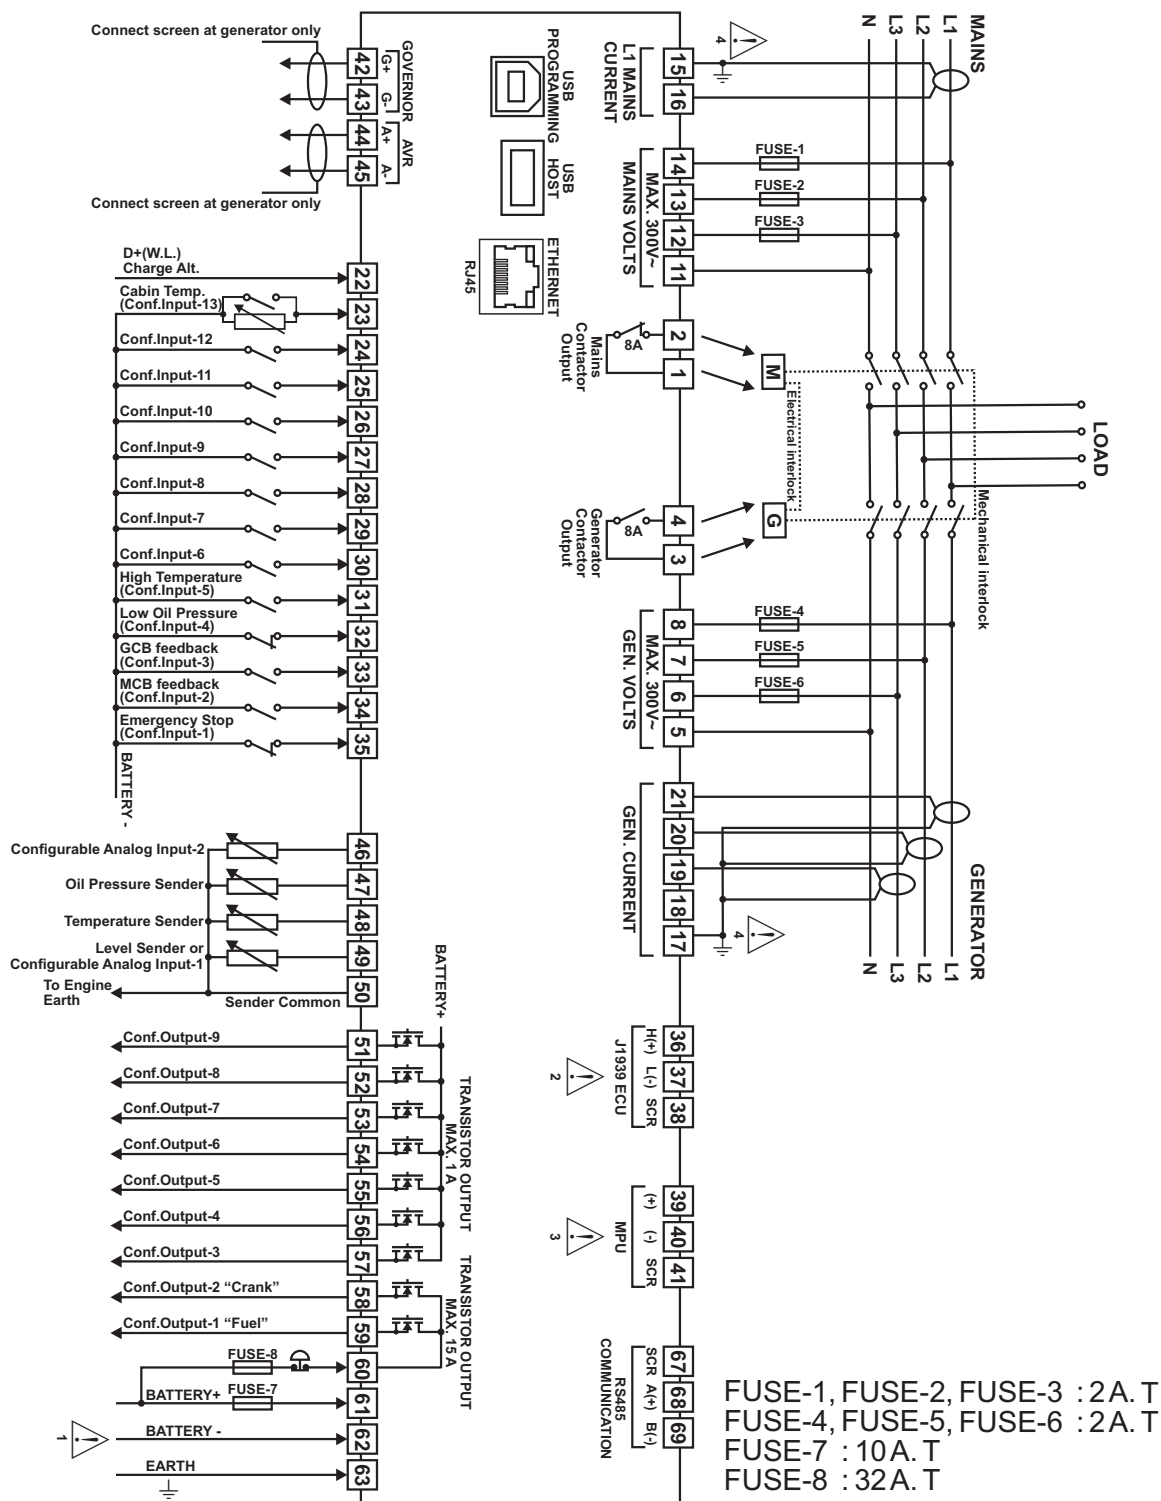 Connect screen at generator only
42
43
44
45
G+
G-
A+
A-
GOVERNOR
AVR
Connect screen at generator only
USB
PROGRAMMING
USB
HOST
ETHERNET
RJ45
D+(W.L.)
Charge Alt.
22
Cabin Temp.
(Conf.Input-13)
23
Conf.Input-12
24
Conf.Input-11
25
Conf.Input-10
26
Conf.Input-9
27
Conf.Input-8
28
Conf.Input-7
29
Conf.Input-6
30
High Temperature
(Conf.Input-5)
31
Low Oil Pressure
(Conf.Input-4)
32
GCB feedback
(Conf.Input-3)
33
MCB feedback
(Conf.Input-2)
34
Emergency Stop
(Conf.Input-1)
35
BATTERY -
Configurable Analog Input-2
46
Oil Pressure Sender
47
Temperature Sender
48
Level Sender or
Configurable Analog Input-1
49
To Engine
Earth
Sender Common
50
BATTERY+
Conf.Output-9
51
Conf.Output-8
52
Conf.Output-7
53
Conf.Output-6
54
Conf.Output-5
55
Conf.Output-4
56
Conf.Output-3
57
TRANSISTOR OUTPUT
MAX. 1 A
Conf.Output-2 “Crank”
58
Conf.Output-1 “Fuel”
59
TRANSISTOR OUTPUT
MAX. 15 A
FUSE-8
60
BATTERY+
FUSE-7
61
1
BATTERY -
62
EARTH
63
L1 MAINS
CURRENT
15
16
4
N
L3
L2
L1
MAINS
MAINS VOLTS
MAX. 300V~
14
13
12
11
FUSE-1
FUSE-2
FUSE-3
Mains
Contactor
Output
8A
2
1
M
Electrical interlock
Mechanical interlock
LOAD
Generator
Contactor
Output
8A
4
3
G
GEN. VOLTS
MAX. 300V~
8
7
6
5
FUSE-4
FUSE-5
FUSE-6
GEN. CURRENT
21
20
19
18
17
4
GENERATOR
N
L3
L2
L1
J1939 ECU
H(+)
L(-)
SCR
36
37
38
2
MPU
(+)
(-)
SCR
39
40
41
3
RS485
COMMUNICATION
SCR
A(+)
B(-)
67
68
69
FUSE-1, FUSE-2, FUSE-3 : 2A. T
FUSE-4, FUSE-5, FUSE-6 : 2A. T
FUSE-7 : 10A. T
FUSE-8 : 32A. T